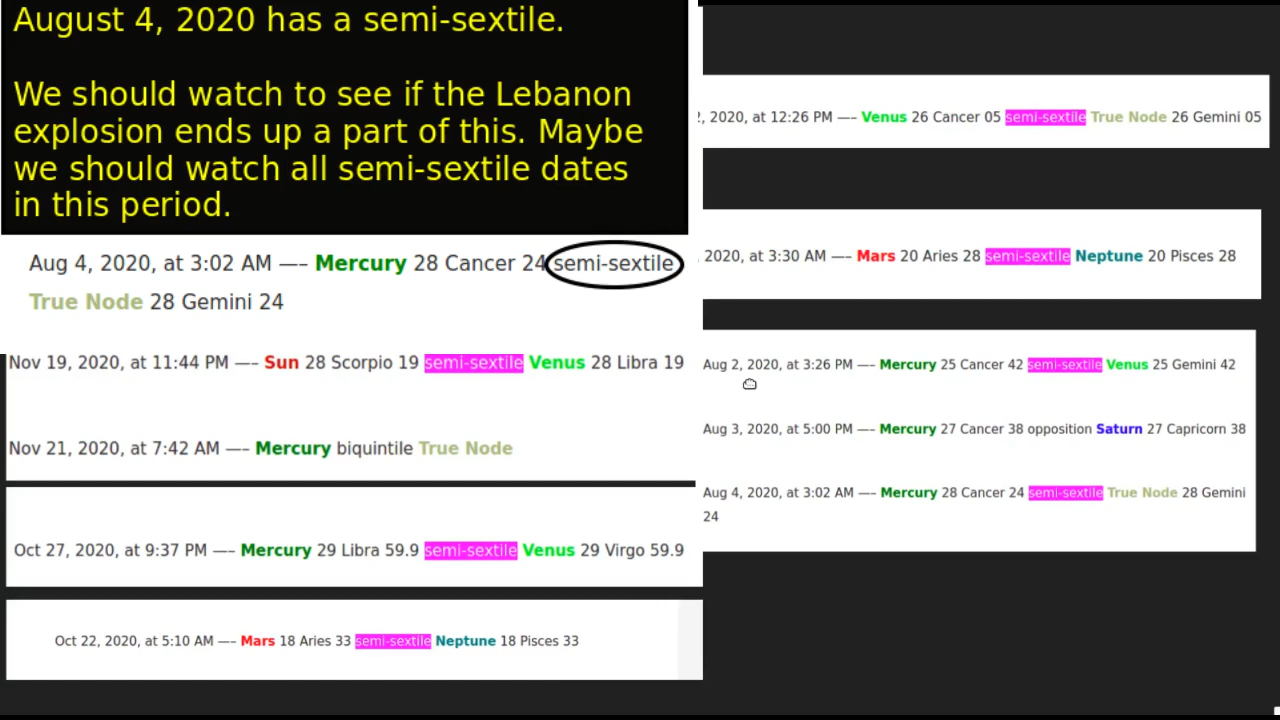 August 4, 2020 has a semi-sextile.
We should watch to see if the Lebanon
explosion ends up a part of this. Maybe
we should watch all semi-sextile dates
in this period.
Aug 4, 2020, at 3:02 AM —– Mercury 28 Cancer 24 semi-sextile
True Node 28 Gemini 24
Nov 19, 2020, at 11:44 PM —– Sun 28 Scorpio 19 semi-sextile Venus 28 Libra 19
Nov 21, 2020, at 7:42 AM —– Mercury biquintile True Node
Oct 27, 2020, at 9:37 PM —– Mercury 29 Libra 59.9 semi-sextile Venus 29 Virgo 59.9
Oct 22, 2020, at 5:10 AM —– Mars 18 Aries 33 semi-sextile Neptune 18 Pisces 33
, 2020, at 12:26 PM —– Venus 26 Cancer 05 semi-sextile True Node 26 Gemini 05
2020, at 3:30 AM —– Mars 20 Aries 28 semi-sextile Neptune 20 Pisces 28
Aug 2, 2020, at 3:26 PM —– Mercury 25 Cancer 42 semi-sextile Venus 25 Gemini 42
Aug 3, 2020, at 5:00 PM —– Mercury 27 Cancer 38 opposition Saturn 27 Capricorn 38
Aug 4, 2020, at 3:02 AM —– Mercury 28 Cancer 24 semi-sextile True Node 28 Gemini
24